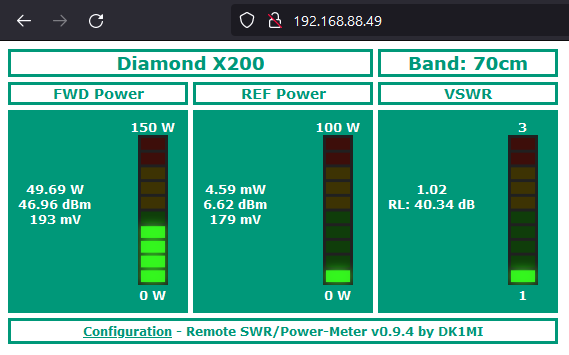 192.168.88.49
Diamond X200
Band: 70cm
FWD Power
REF Power
VSWR
150 W
49.69 W
46.96 dBm
193 mV
0 W
100 W
4.59 mW
6.62 dBm
179 mV
0 W
3
1.02
RL: 40.34 dB
1
Configuration - Remote SWR/Power-Meter v0.9.4 by DK1MI